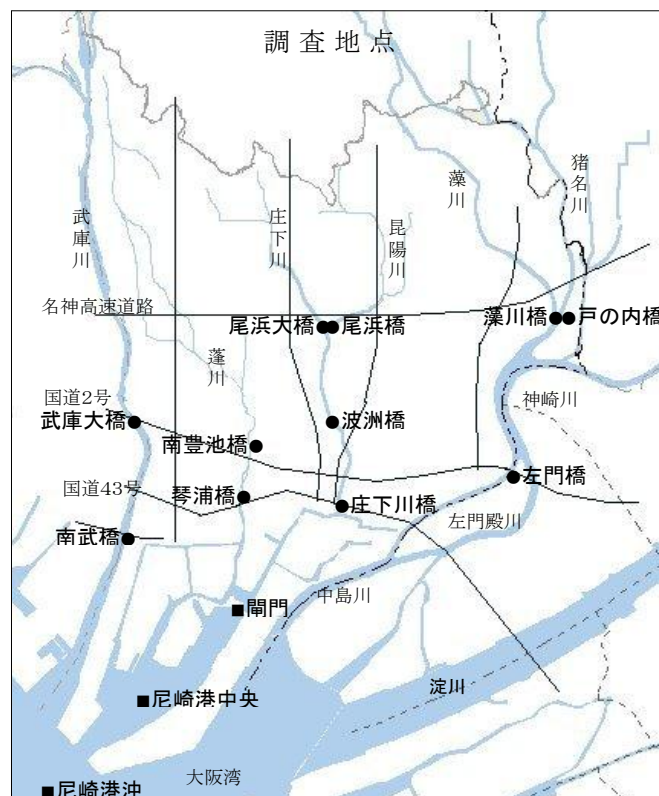 調査地点
猪名川
藻川
武庫川
庄下川
昆陽川
名神高速道路
尾浜大橋
尾浜橋
藻川橋
戸の内橋
蓬川
国道2号
神崎川
武庫大橋
波洲橋
南豊池橋
左門橋
国道43号
琴浦橋
庄下川橋
左門殿川
南武橋
中島川
閘門
淀川
尼崎港中央
大阪湾
尼崎港沖